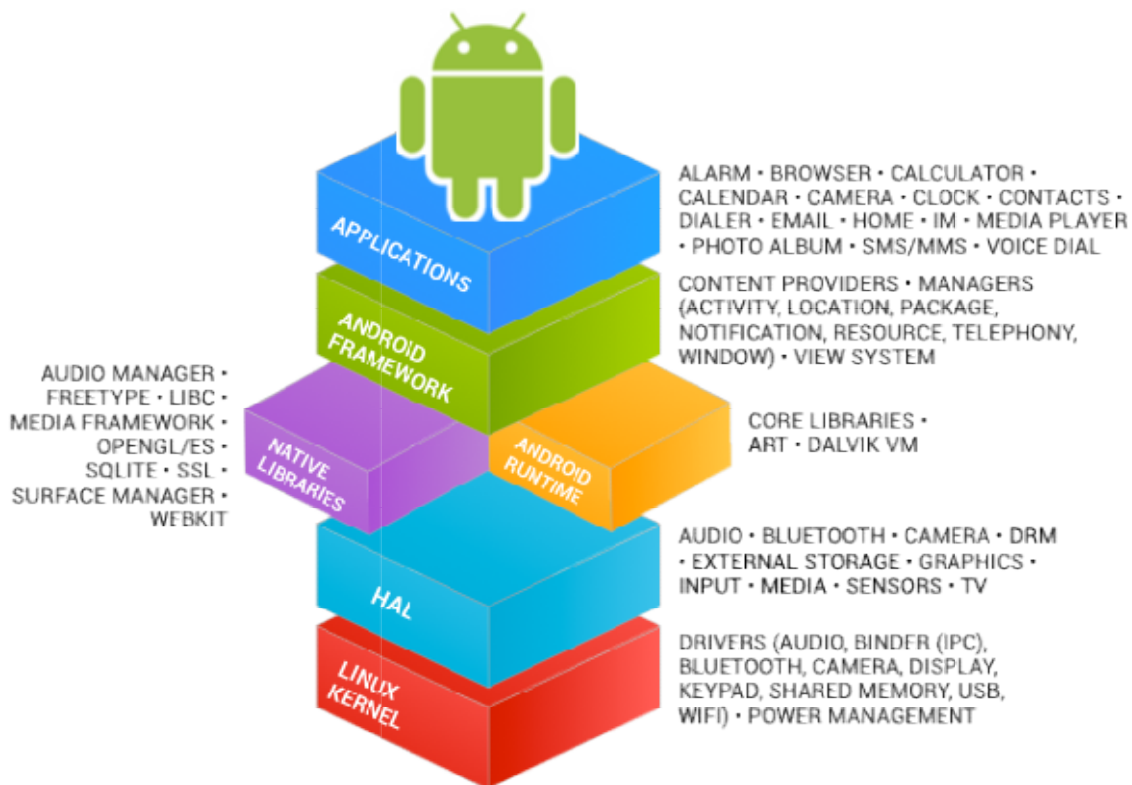 APPLICATIONS
ALARM • BROWSER • CALCULATOR •
CALENDAR • CAMERA • CLOCK • CONTACTS •
DIALER • EMAIL • HOME • IM • MEDIA PLAYER
• PHOTO ALBUM • SMS/MMS • VOICE DIAL
ANDROID
FRAMEWORK
CONTENT PROVIDERS • MANAGERS
(ACTIVITY, LOCATION, PACKAGE,
NOTIFICATION, RESOURCE, TELEPHONY,
WINDOW) • VIEW SYSTEM
AUDIO MANAGER •
FREETYPE • LIBC •
MEDIA FRAMEWORK •
OPENGL/ES •
SQLITE • SSL •
SURFACE MANAGER •
WEBKIT
NATIVE
LIBRARIES
ANDROID
RUNTIME
CORE LIBRARIES •
ART • DALVIK VM
HAL
AUDIO • BLUETOOTH • CAMERA • DRM
• EXTERNAL STORAGE • GRAPHICS •
INPUT • MEDIA • SENSORS • TV
LINUX
KERNEL
DRIVERS (AUDIO, BINDER (IPC),
BLUETOOTH, CAMERA, DISPLAY,
KEYPAD, SHARED MEMORY, USB,
WIFI) • POWER MANAGEMENT